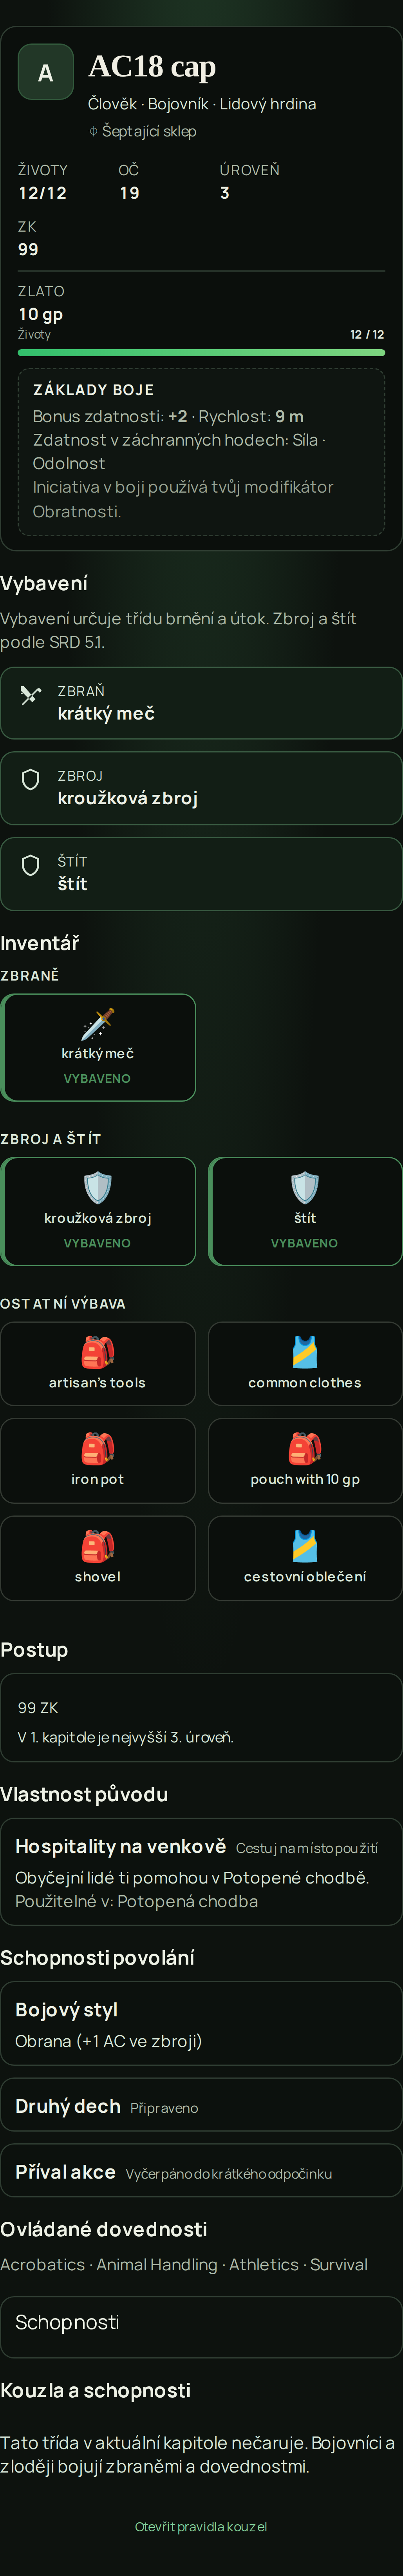 A
AC18 cap
Člověk · Bojovník · Lidový hrdina
Šeptající sklep
ŽIVOTY
12/12
OČ
19
ÚROVEŇ
3
ZK
99
ZLATO
10 gp
Životy
12 / 12
ZÁKLADY BOJE
Bonus zdatnosti: +2 · Rychlost: 9 m
Zdatnost v záchranných hodech: Síla ·
Odolnost
Iniciativa v boji používá tvůj modifikátor
Obratnosti.
Vybavení
Vybavení určuje třídu brnění a útok. Zbroj a štít
podle SRD 5.1.
ZBRAŇ
krátký meč
ZBROJ
kroužková zbroj
ŠTÍT
štít
Inventář
ZBRANĚ
krátký meč
VYBAVENO
ZBROJ A ŠTÍT
kroužková zbroj
VYBAVENO
štít
VYBAVENO
OSTATNÍ VÝBAVA
artisan's tools
common clothes
iron pot
pouch with 10 gp
shovel
cestovní oblečení
Postup
99 ZK
V 1. kapitole je nejvyšší 3. úroveň.
Vlastnost původu
Hospitality na venkově Cestuj na místo použití
Obyčejní lidé ti pomohou v Potopené chodbě.
Použitelné v: Potopená chodba
Schopnosti povolání
Bojový styl
Obrana (+1 AC ve zbroji)
Druhý dech Připraveno
Příval akce Vyčerpáno do krátkého odpočinku
Ovládané dovednosti
Acrobatics · Animal Handling · Athletics · Survival
Schopnosti
Kouzla a schopnosti
Tato třída v aktuální kapitole nečaruje. Bojovníci a
zloději bojují zbraněmi a dovednostmi.
Otevřít pravidla kouzel